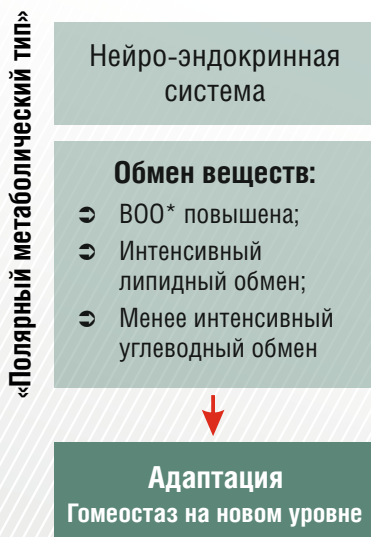 «Полярный метаболический тип»
Нейро-эндокринная
система
Обмен веществ:
➲ ВОО* повышена;
➲ Интенсивный
липидный обмен;
➲ Менее интенсивный
углеводный обмен
Адаптация
Гомеостаз на новом уровне